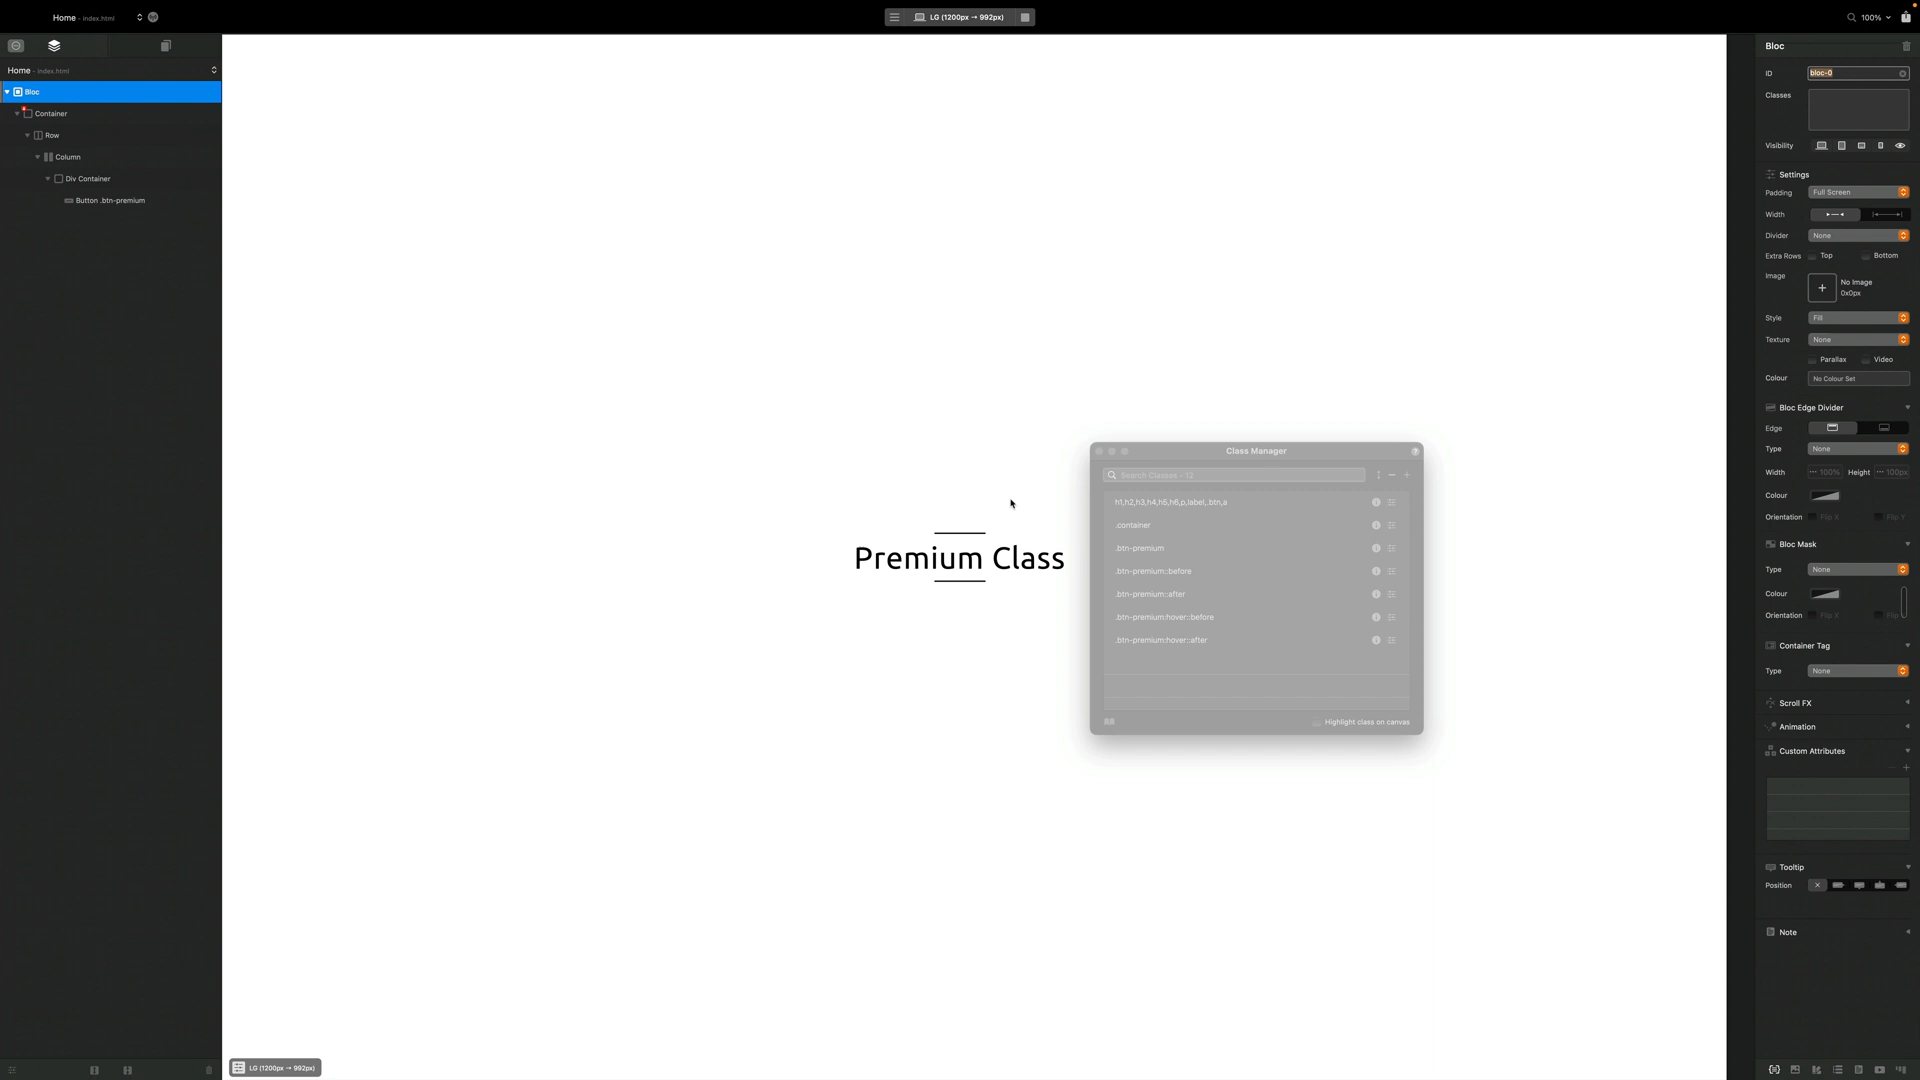 Home - index.html
LG (1200px → 992px)
100%
Home - index.html
Bloc
Container
Row
Column
Div Container
Button .btn-premium
Premium Class
Class Manager
?
Search Classes - 12
h1,h2,h3,h4,h5,h6,p,label,.btn,a
.container
.btn-premium
.btn-premium::before
.btn-premium::after
.btn-premium:hover::before
.btn-premium:hover::after
Highlight class on canvas
LG (1200px → 992px)
Bloc
ID bloc-0
Classes
Visibility
Settings
Padding Full Screen
Width
Divider None
Extra Rows Top Bottom
Image No Image
0x0px
Style Fill
Texture None
Parallax Video
Colour No Colour Set
Bloc Edge Divider
Edge
Type None
Width 100% Height 100px
Colour
Orientation Flip X Flip Y
Bloc Mask
Type None
Colour
Orientation Flip X Flip
Container Tag
Type None
Scroll FX
Animation
Custom Attributes
Tooltip
Position
Note